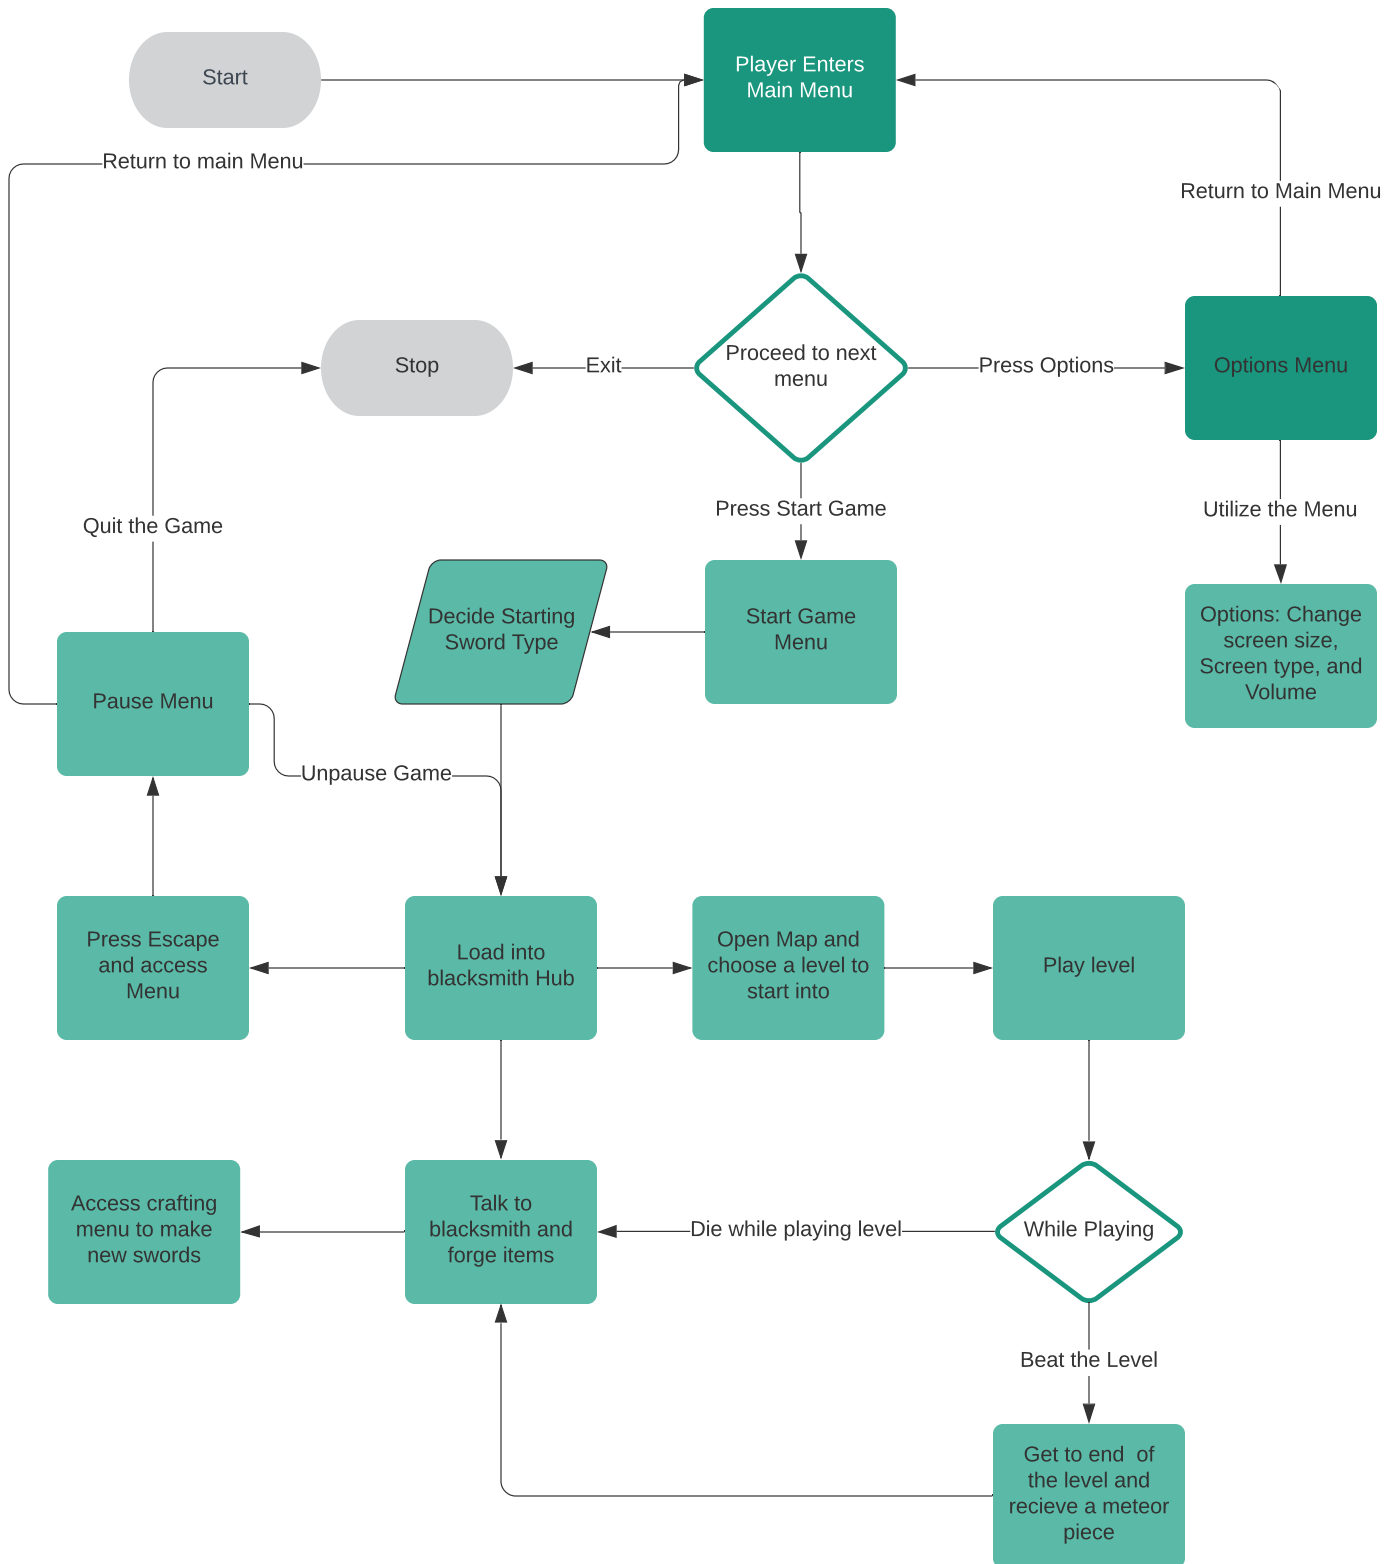 Start
Player Enters
Main Menu
Return to main Menu
Return to Main Menu
Stop
Exit
Proceed to next
menu
Press Options
Options Menu
Quit the Game
Press Start Game
Utilize the Menu
Decide Starting
Sword Type
Start Game
Menu
Options: Change
screen size,
Screen type, and
Volume
Pause Menu
Unpause Game
Press Escape
and access
Menu
Load into
blacksmith Hub
Open Map and
choose a level to
start into
Play level
Access crafting
menu to make
new swords
Talk to
blacksmith and
forge items
Die while playing level
While Playing
Beat the Level
Get to end  of
the level and
recieve a meteor
piece